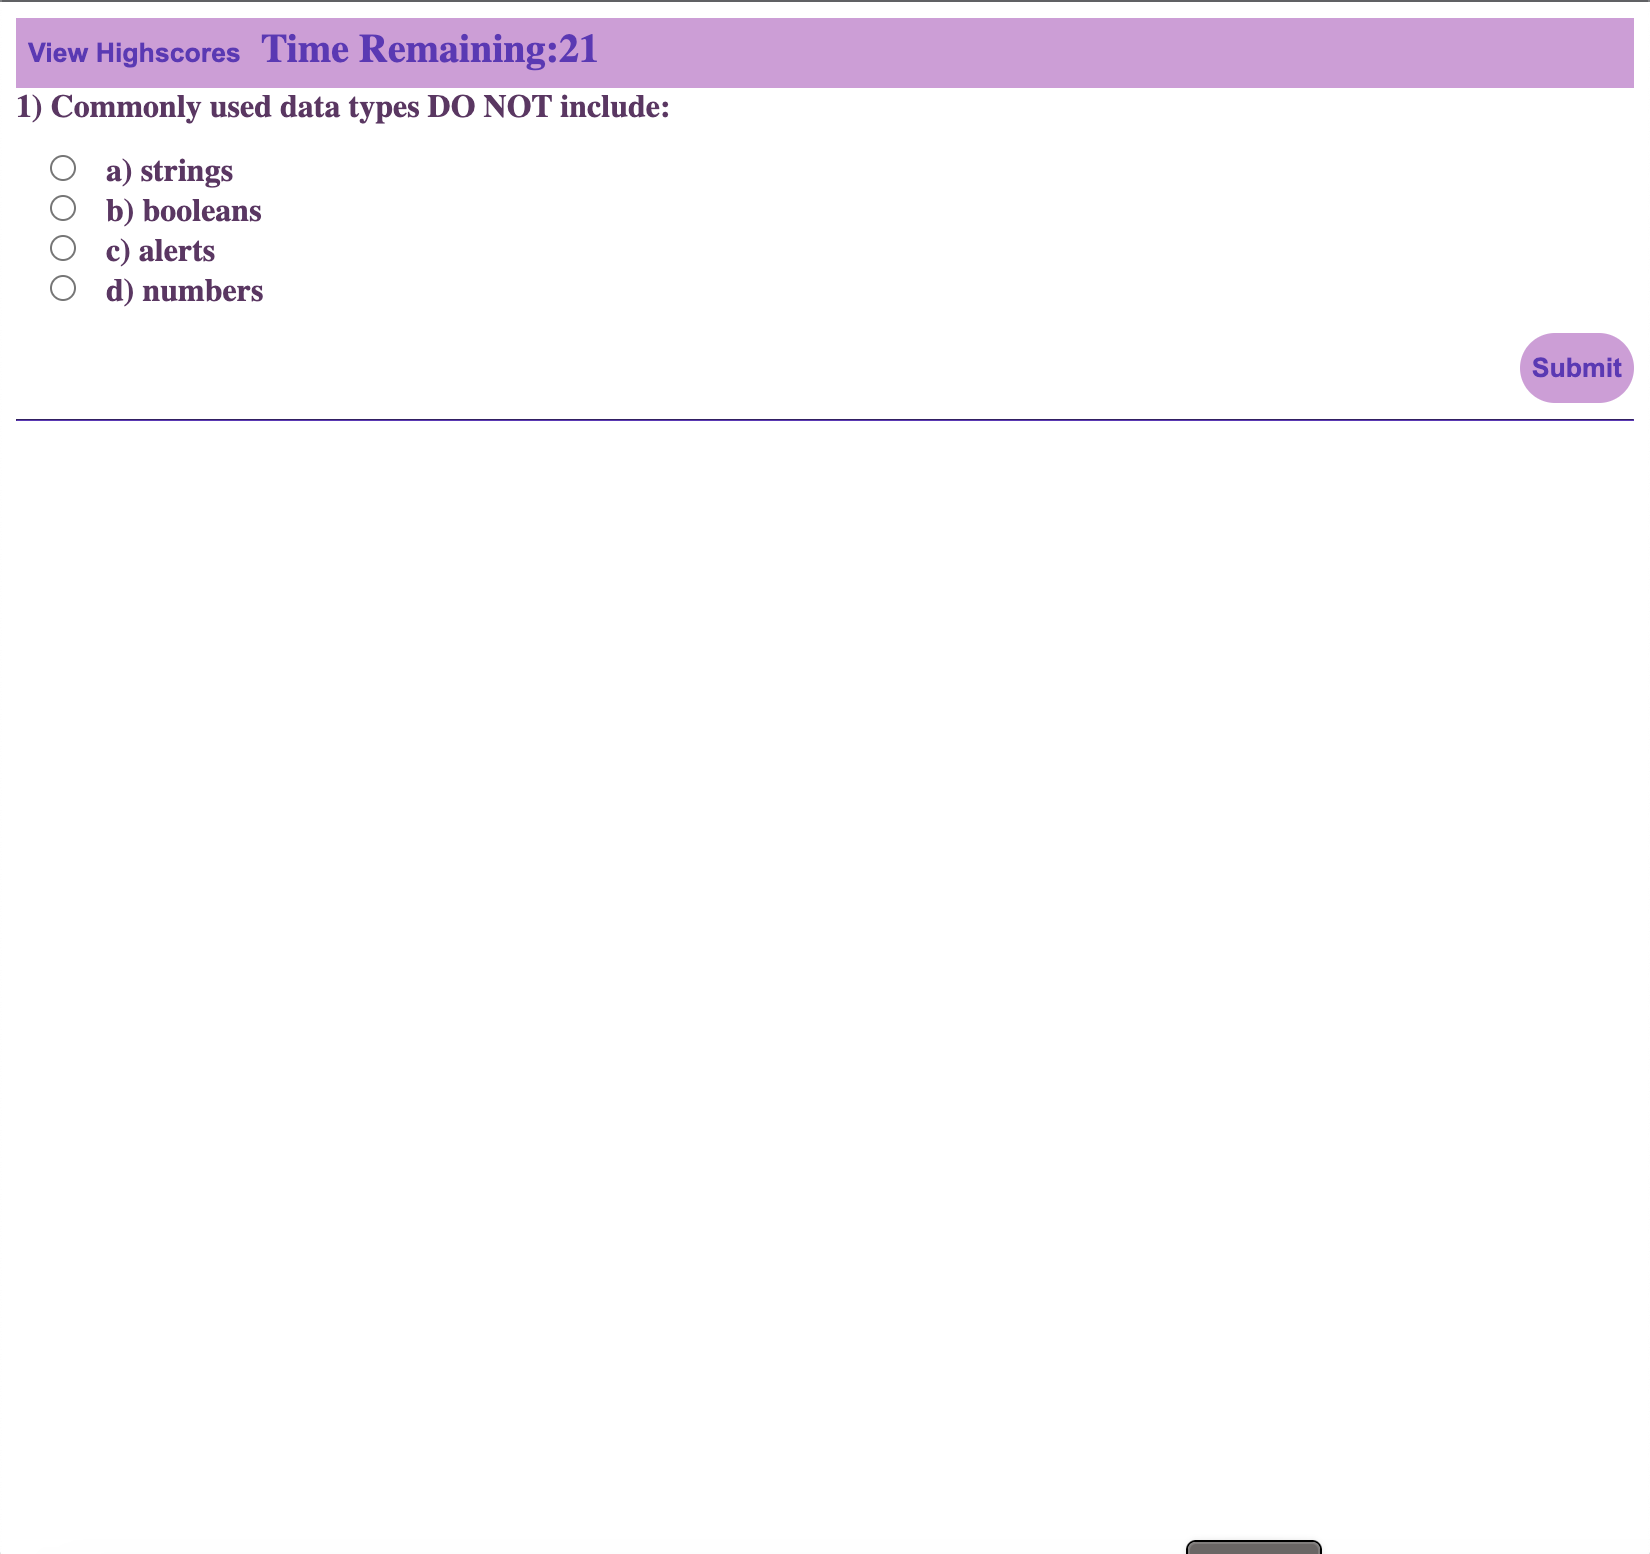 View Highscores Time Remaining:21
1) Commonly used data types DO NOT include:
a) strings
b) booleans
c) alerts
d) numbers
Submit